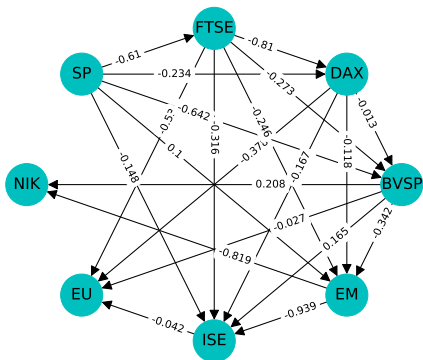 FTSE
-0.61
-0.81
SP
-0.234
DAX
-0.273
-0.013
-0.642
-0.246
-0.316
0.1
-0.118
-0.148
-0.167
NIK
0.208
BVSP
-0.027
-0.342
0.165
-0.819
EU
EM
-0.939
-0.042
ISE